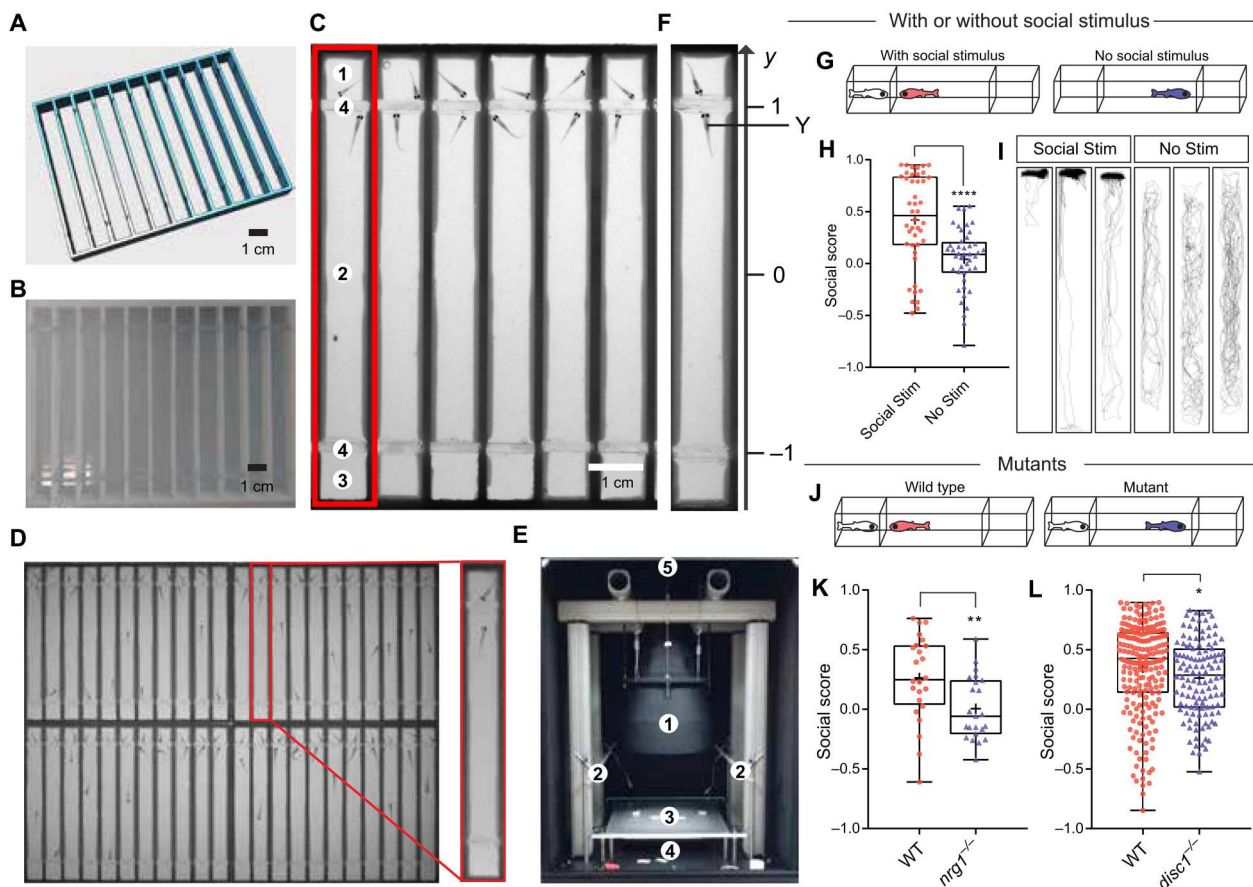 A
1 cm
B
1 cm
C
1
4
2
4
3
1 cm
F
y
1
Y
0
–1
With or without social stimulus
G
With social stimulus
No social stimulus
H
Social score
1.0
0.5
0.0
–0.5
–1.0
****
Social Stim
No Stim
I
Social Stim
No Stim
D
E
5
1
2
2
3
4
Mutants
J
Wild type
Mutant
K
Social score
1.0
0.5
0.0
–0.5
–1.0
**
WT
nrg1–/–
L
Social score
1.0
0.5
0.0
–0.5
–1.0
*
WT
disc1–/–